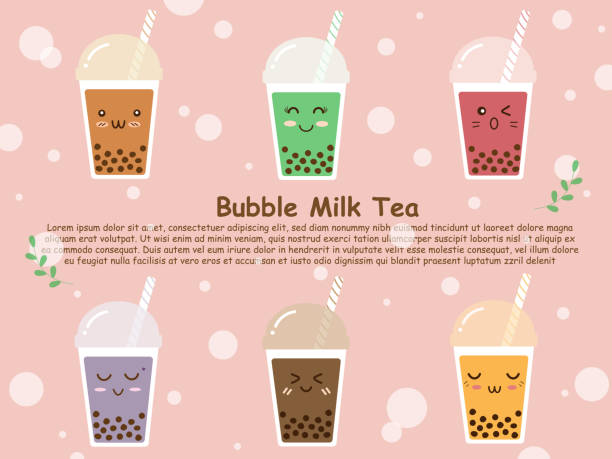 Bubble Milk Tea
Lorem ipsum dolor sit amet, consectetuer adipiscing elit, sed diam nonummy nibh euismod tincidunt ut laoreet dolore magna
aliquam erat volutpat. Ut wisi enim ad minim veniam, quis nostrud exerci tation ullamcorper suscipit lobortis nisl ut aliquip ex
ea commodo consequat. Duis autem vel eum iriure dolor in hendrerit in vulputate velit esse molestie consequat, vel illum dolore
eu feugiat nulla facilisis at vero eros et accumsan et iusto odio dignissim qui blandit praesent luptatum zzril delenit